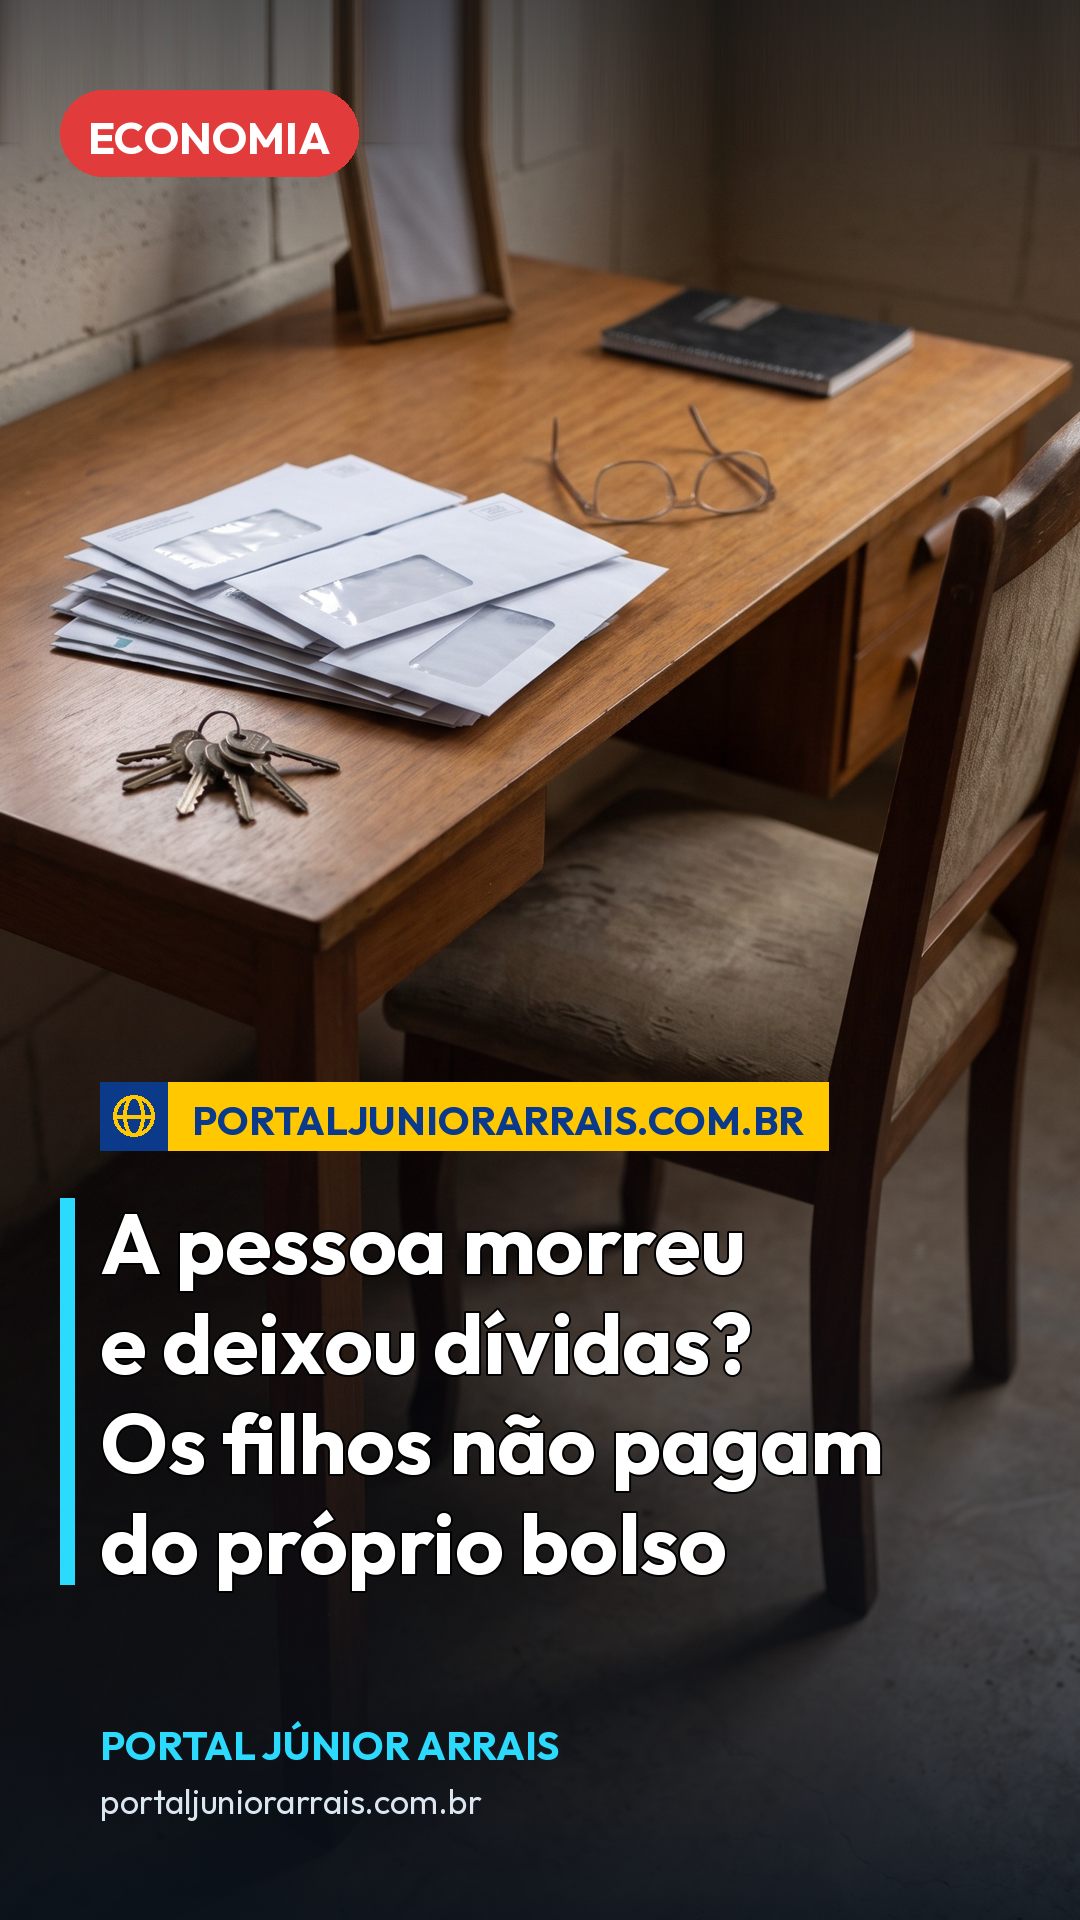 ECONOMIA
PORTALJUNIORARRAIS.COM.BR
A pessoa morreu
e deixou dívidas?
Os filhos não pagam
do próprio bolso
PORTAL JÚNIOR ARRAIS
portaljuniorarrais.com.br